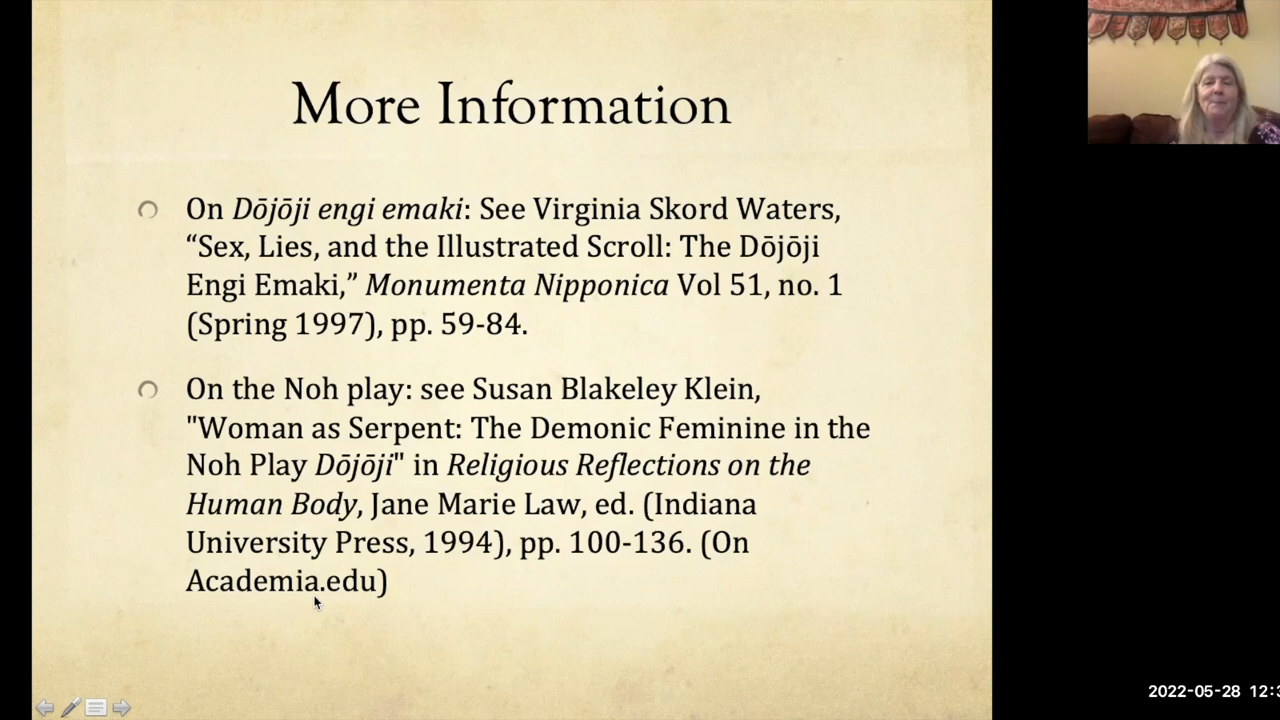 More Information
On Dōjōji engi emaki: See Virginia Skord Waters,
“Sex, Lies, and the Illustrated Scroll: The Dōjōji
Engi Emaki,” Monumenta Nipponica Vol 51, no. 1
(Spring 1997), pp. 59-84.
On the Noh play: see Susan Blakeley Klein,
"Woman as Serpent: The Demonic Feminine in the
Noh Play Dōjōji" in Religious Reflections on the
Human Body, Jane Marie Law, ed. (Indiana
University Press, 1994), pp. 100-136. (On
Academia.edu)
2022-05-28